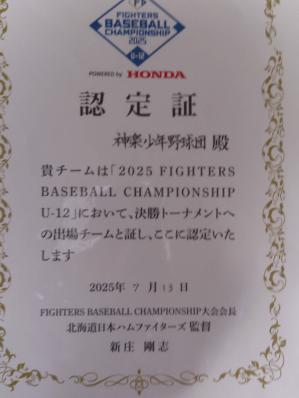 FIGHTERS
BASEBALL
CHAMPIONSHIP
2025
U-12
POWERED by HONDA
認定証
神楽少年野球団 殿
貴チームは「2025 FIGHTERS
BASEBALL CHAMPIONSHIP
U-12」において、決勝トーナメントへ
の出場チームと証し、ここに認定いた
します
2025年 7 月 13 日
FIGHTERS BASEBALL CHAMPIONSHIP大会会長
北海道日本ハムファイターズ 監督
新庄 剛志